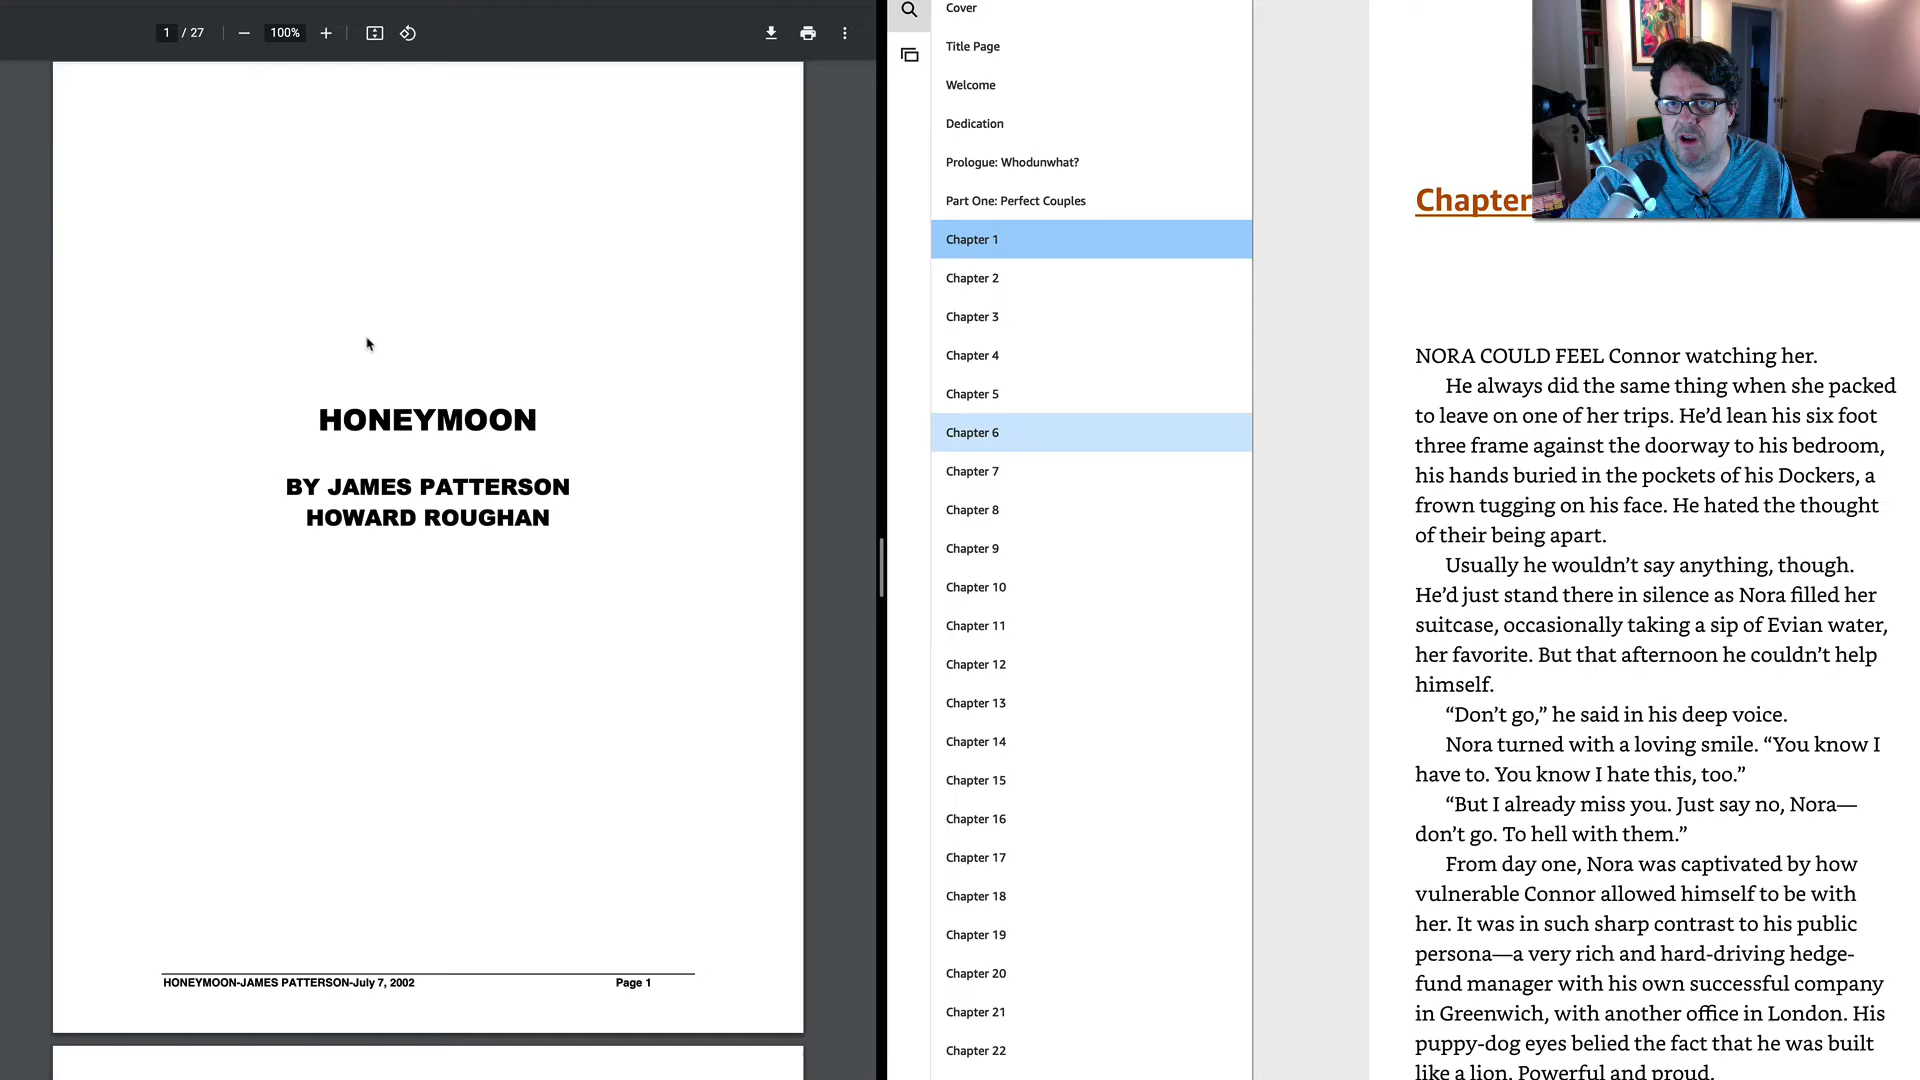 1 / 27
100%
HONEYMOON
BY JAMES PATTERSON
HOWARD ROUGHAN
HONEYMOON-JAMES PATTERSON-July 7, 2002
Page 1
Cover
Title Page
Welcome
Dedication
Prologue: Whodunwhat?
Part One: Perfect Couples
Chapter 1
Chapter 2
Chapter 3
Chapter 4
Chapter 5
Chapter 6
Chapter 7
Chapter 8
Chapter 9
Chapter 10
Chapter 11
Chapter 12
Chapter 13
Chapter 14
Chapter 15
Chapter 16
Chapter 17
Chapter 18
Chapter 19
Chapter 20
Chapter 21
Chapter 22
Chapter
NORA COULD FEEL Connor watching her.
He always did the same thing when she packed
to leave on one of her trips. He’d lean his six foot
three frame against the doorway to his bedroom,
his hands buried in the pockets of his Dockers, a
frown tugging on his face. He hated the thought
of their being apart.
Usually he wouldn’t say anything, though.
He’d just stand there in silence as Nora filled her
suitcase, occasionally taking a sip of Evian water,
her favorite. But that afternoon he couldn’t help
himself.
“Don’t go,” he said in his deep voice.
Nora turned with a loving smile. “You know I
have to. You know I hate this, too.”
“But I already miss you. Just say no, Nora—
don’t go. To hell with them.”
From day one, Nora was captivated by how
vulnerable Connor allowed himself to be with
her. It was in such sharp contrast to his public
persona—a very rich and hard-driving hedge-
fund manager with his own successful company
in Greenwich, with another office in London. His
puppy-dog eyes belied the fact that he was built
like a lion. Powerful and proud.